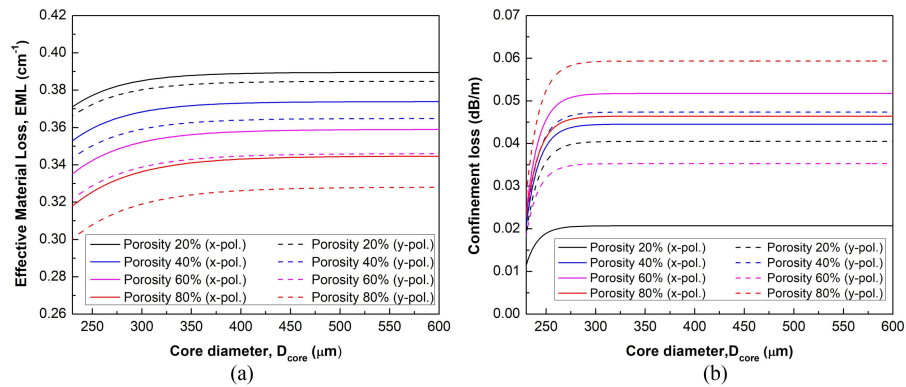 Effective Material Loss, EML (cm⁻¹)
0.42
0.40
0.38
0.36
0.34
0.32
0.30
0.28
0.26
Porosity 20% (x-pol.) Porosity 20% (y-pol.)
Porosity 40% (x-pol.) Porosity 40% (y-pol.)
Porosity 60% (x-pol.) Porosity 60% (y-pol.)
Porosity 80% (x-pol.) Porosity 80% (y-pol.)
250 300 350 400 450 500 550 600
Core diameter, D_core (μm)
(a)
Confinement loss (dB/m)
0.07
0.06
0.05
0.04
0.03
0.02
0.01
0.00
Porosity 20% (x-pol.) Porosity 20% (y-pol.)
Porosity 40% (x-pol.) Porosity 40% (y-pol.)
Porosity 60% (x-pol.) Porosity 60% (y-pol.)
Porosity 80% (x-pol.) Porosity 80% (y-pol.)
250 300 350 400 450 500 550 600
Core diameter,D_core (μm)
(b)